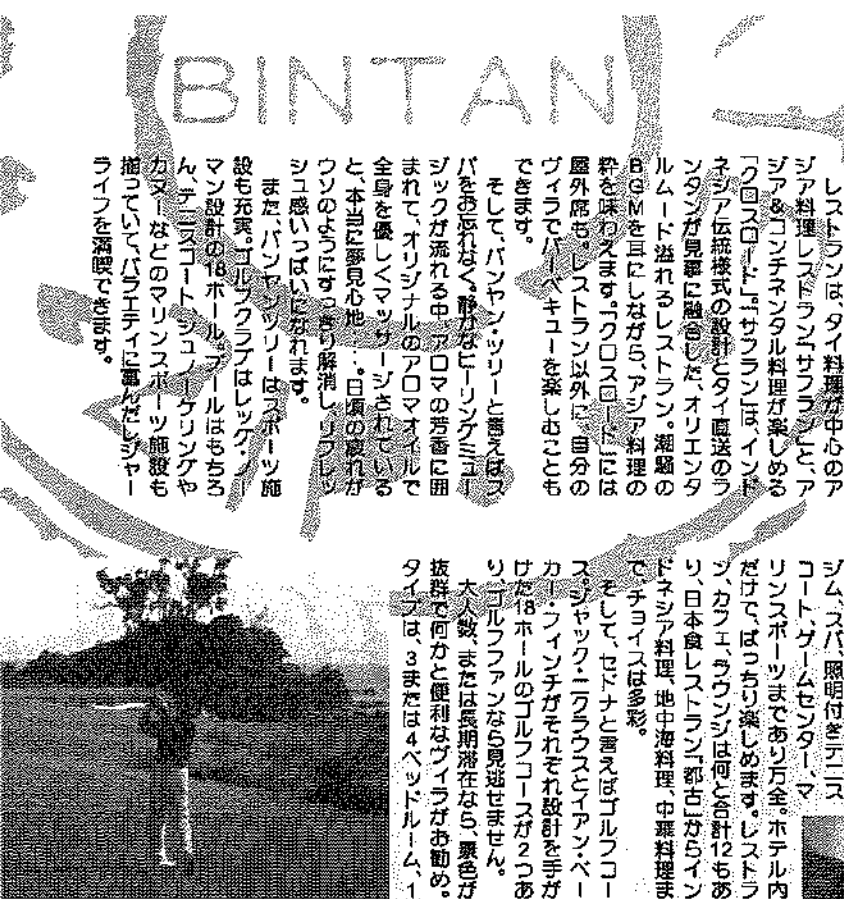 BINTAN
レストランは、タイ料理が中心のア
ジア料理レストラン「サフラン」と、ア
ジア&コンチネンタル料理が楽しめる
「クロスロード」。「サフラン」は、インド
ネシア伝統様式の設計とタイ直送のラ
ンタンが見事に融合した、オリエンタ
ルムード溢れるレストラン。潮騒の
BGMを耳にしながら、アジア料理の
粋を味わえます。「クロスロード」には
屋外席も。レストラン以外に、自分の
ヴィラでバーベキューを楽しむことも
できます。
そして、バンヤン・ツリーと言えばス
パをお忘れなく。静かなヒーリングミュー
ジックが流れる中、アロマの芳香に囲
まれて、オリジナルのアロマオイルで
全身を優しくマッサージされている
と、本当に夢見心地…。日頃の疲れが
ウソのようにすっきり解消し、リフレッ
シュ感いっぱいになれます。
また、バンヤンツリーはスポーツ施
設も充実。ゴルフクラブはレッグ・ノー
マン設計の18ホール。プールはもちろ
ん、テニスコート、シュノーケリングや
カヌーなどのマリンスポーツ施設も
揃っていて、バラエティに富んだレジャー
ライフを満喫できます。
ジム、スパ、照明付きテニス
コート、ゲームセンター、マ
リンスポーツまであり万全。ホテル内
だけで、ばっちり楽しめます。レストラ
ン、カフェ、ラウンジは何と合計12もあ
り、日本食レストラン「都古」からイン
ドネシア料理、地中海料理、中華料理ま
で、チョイスは多彩。
そして、セドナと言えばゴルフコー
ス。ジャック・ニクラウスとイアン・ベー
カー・フィンチがそれぞれ設計を手が
けた18ホールのゴルフコースが2つあ
り、ゴルフファンなら見逃せません。
大人数、または長期滞在なら、景色が
抜群で何かと便利なヴィラがお勧め。
タイプは、3または4ベッドルーム、1